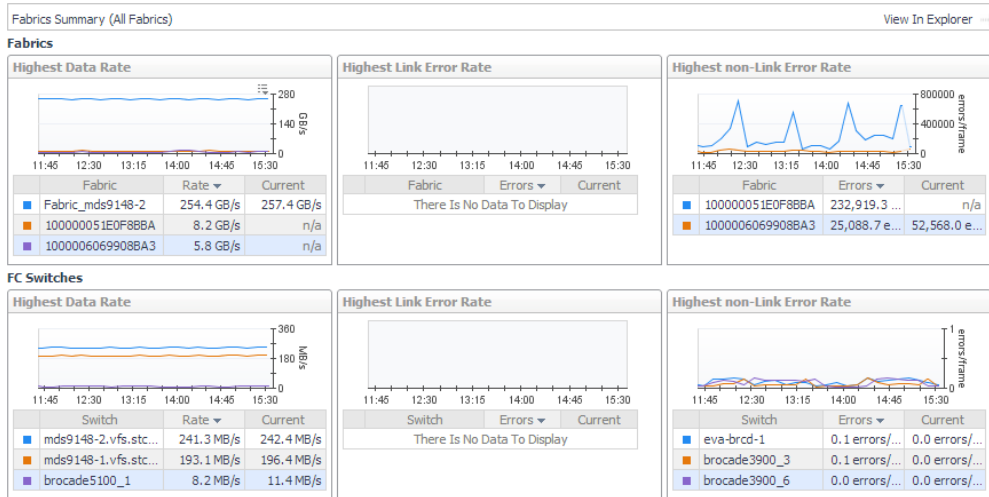 Fabrics Summary (All Fabrics) View In Explorer
Fabrics
Highest Data Rate
280
140
0
GB/s
11:45 12:30 13:15 14:00 14:45 15:30
Fabric Rate Current
Fabric_mds9148-2 254.4 GB/s 257.4 GB/s
100000051E0F8BBA 8.2 GB/s n/a
1000006069908BA3 5.8 GB/s n/a
Highest Link Error Rate
11:45 12:30 13:15 14:00 14:45 15:30
Fabric Errors Current
There Is No Data To Display
Highest non-Link Error Rate
800000
400000
0
errors/frame
11:45 12:30 13:15 14:00 14:45 15:30
Fabric Errors Current
100000051E0F8BBA 232,919.3 ... n/a
1000006069908BA3 25,088.7 e... 52,568.0 e...
FC Switches
Highest Data Rate
360
180
0
MB/s
11:45 12:30 13:15 14:00 14:45 15:30
Switch Rate Current
mds9148-2.vfs.stc... 241.3 MB/s 242.4 MB/s
mds9148-1.vfs.stc... 193.1 MB/s 196.4 MB/s
brocade5100_1 8.2 MB/s 11.4 MB/s
Highest Link Error Rate
11:45 12:30 13:15 14:00 14:45 15:30
Switch Errors Current
There Is No Data To Display
Highest non-Link Error Rate
1
0
errors/frame
11:45 12:30 13:15 14:00 14:45 15:30
Switch Errors Current
eva-brcd-1 0.1 errors/... 0.0 errors/...
brocade3900_3 0.1 errors/... 0.0 errors/...
brocade3900_6 0.1 errors/... 0.0 errors/...